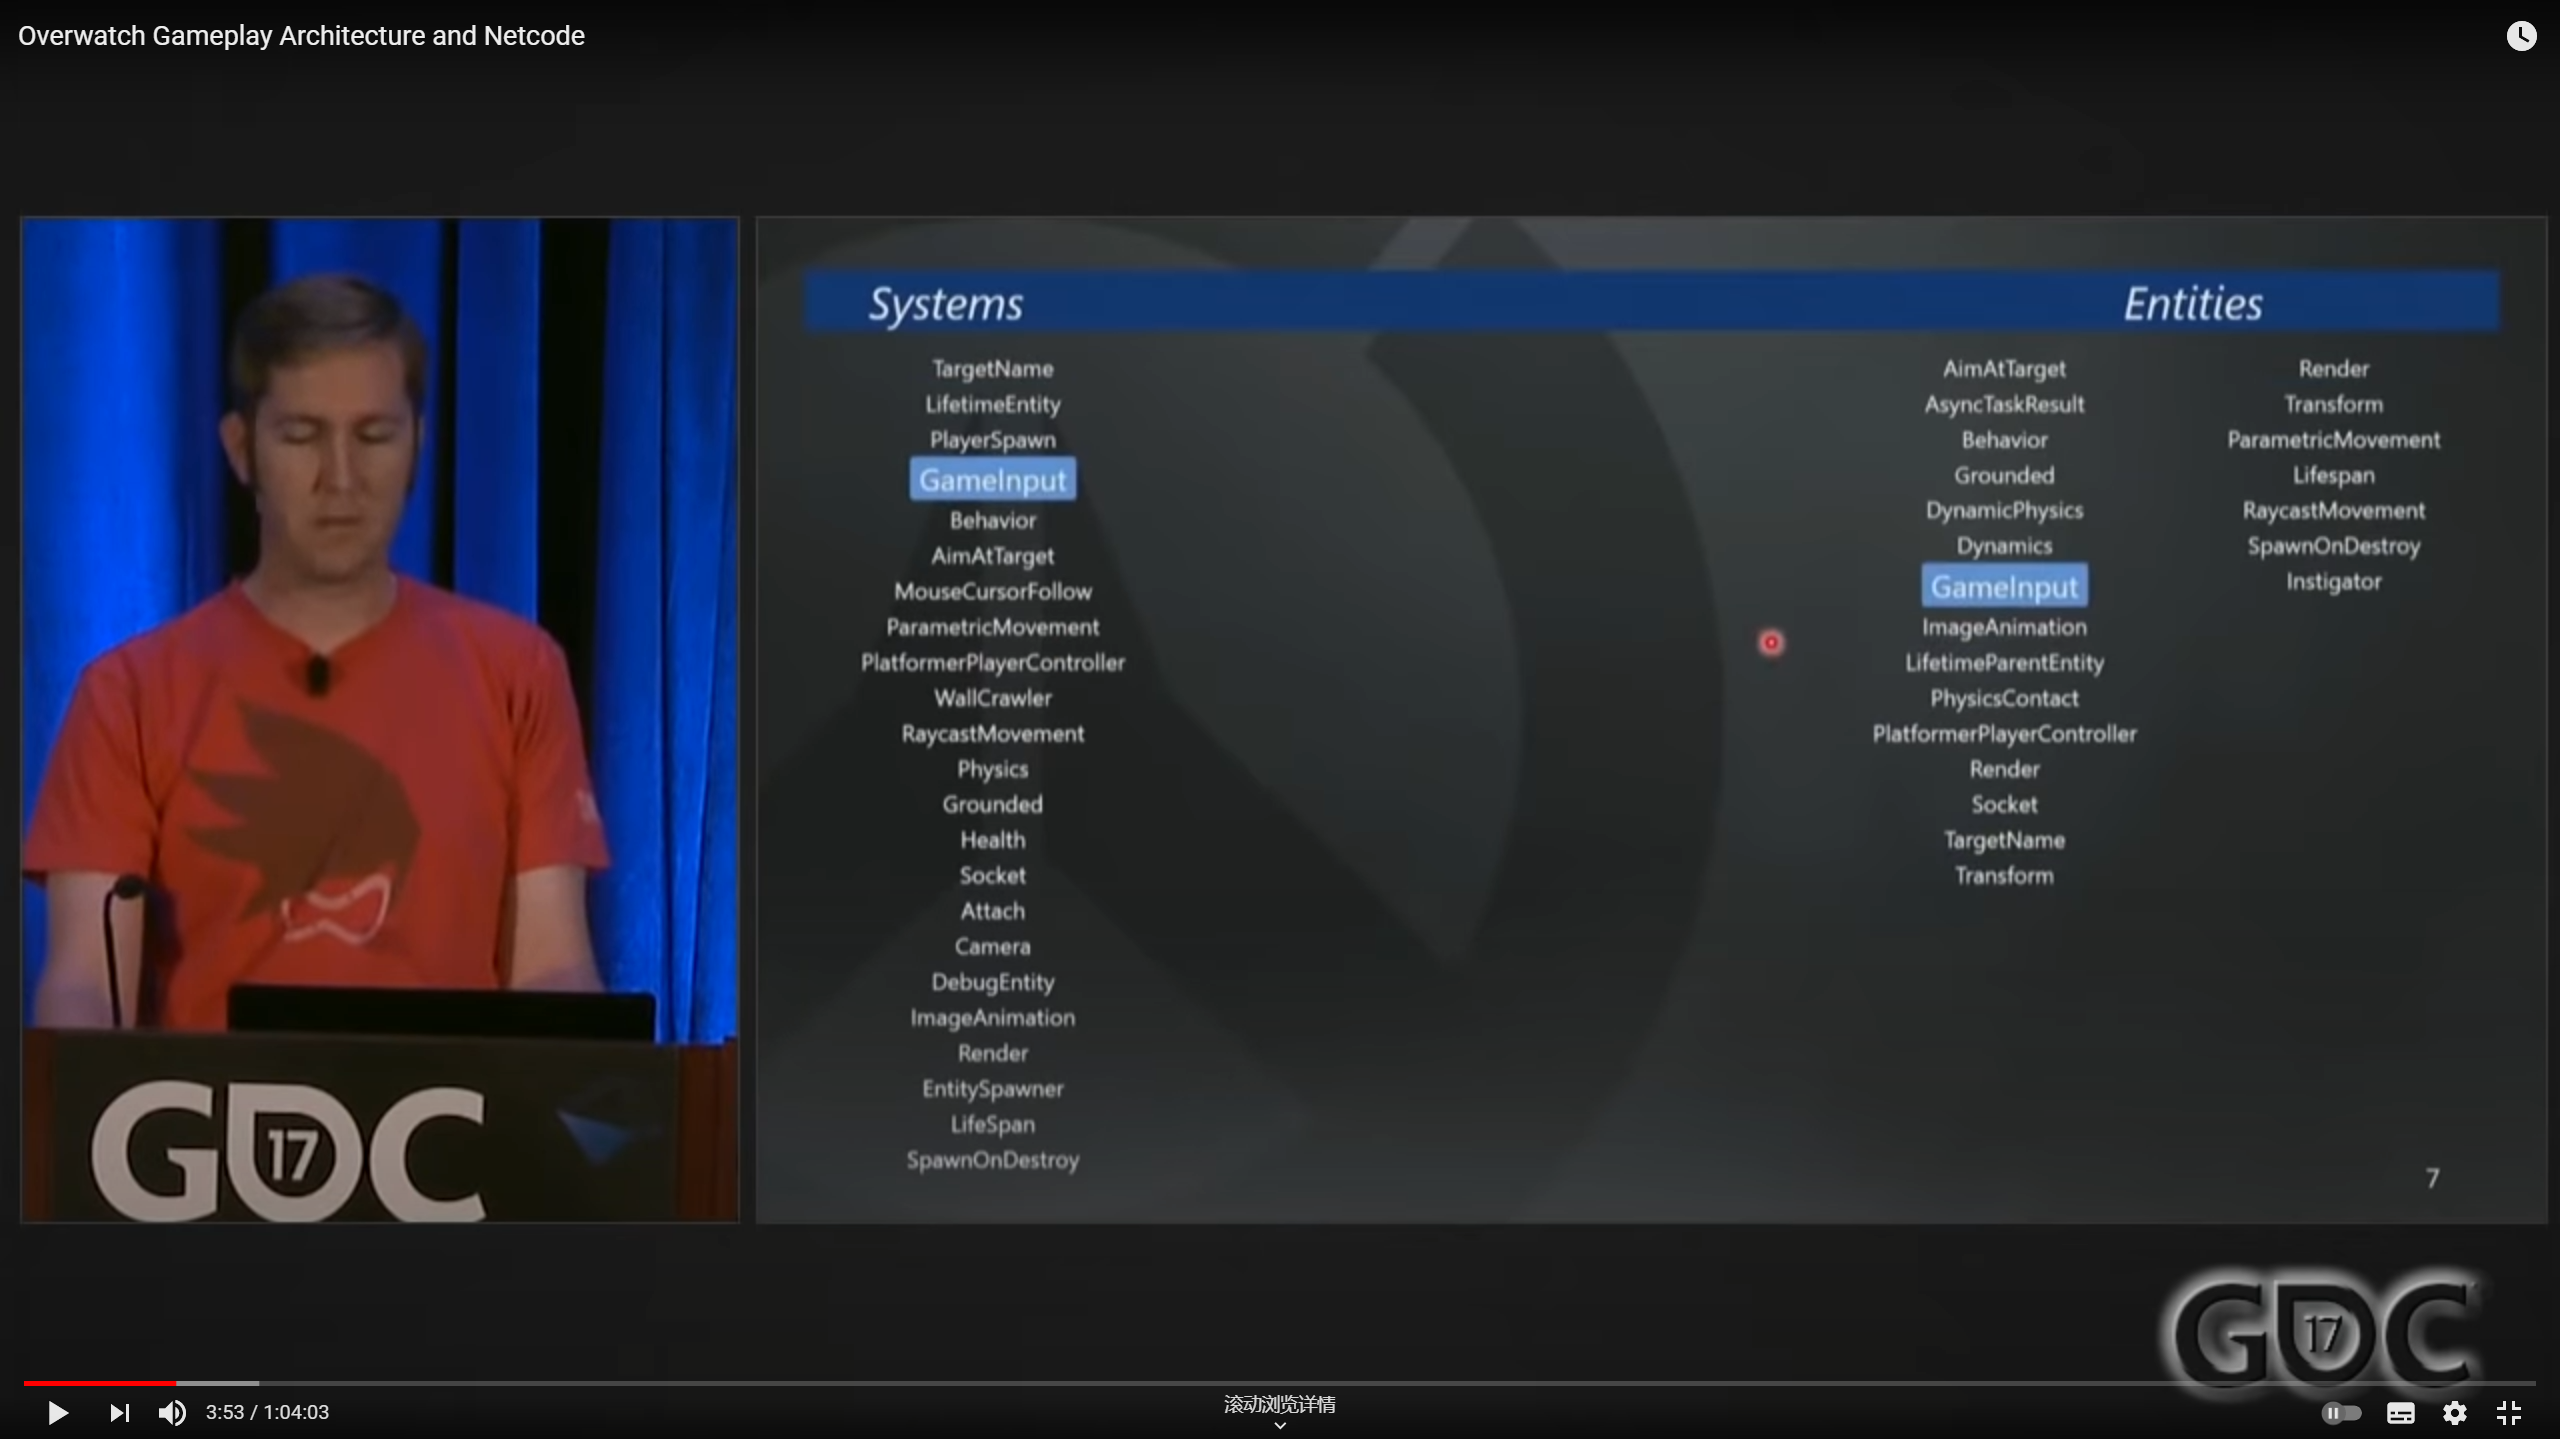 Overwatch Gameplay Architecture and Netcode
Systems
Entities
TargetName
LifetimeEntity
PlayerSpawn
GameInput
Behavior
AimAtTarget
MouseCursorFollow
ParametricMovement
PlatformerPlayerController
WallCrawler
RaycastMovement
Physics
Grounded
Health
Socket
Attach
Camera
DebugEntity
ImageAnimation
Render
EntitySpawner
LifeSpan
SpawnOnDestroy
AimAtTarget
AsyncTaskResult
Behavior
Grounded
DynamicPhysics
Dynamics
GameInput
ImageAnimation
LifetimeParentEntity
PhysicsContact
PlatformerPlayerController
Render
Socket
TargetName
Transform
Render
Transform
ParametricMovement
Lifespan
RaycastMovement
SpawnOnDestroy
Instigator
7
GDC 17
GDC 17
3:53 / 1:04:03
滚动浏览详情